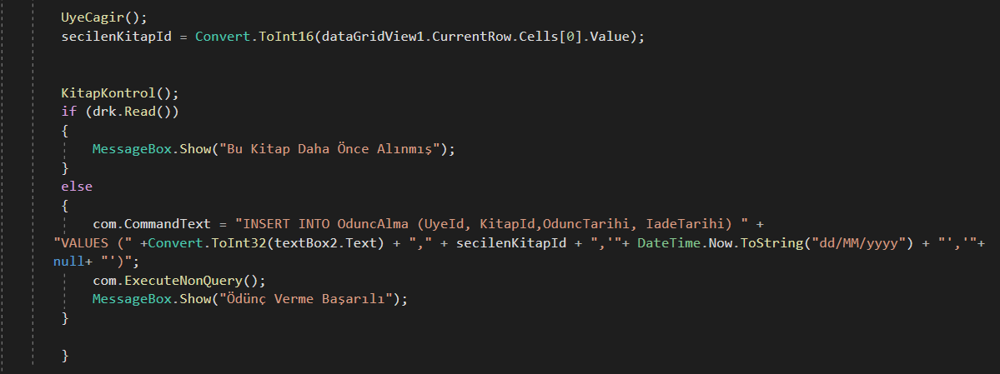 UyeCagir();
secilenKitapId = Convert.ToInt16(dataGridView1.CurrentRow.Cells[0].Value);
KitapKontrol();
if (drk.Read())
{
MessageBox.Show("Bu Kitap Daha Önce Alınmış");
}
else
{
com.CommandText = "INSERT INTO OduncAlma (UyeId, KitapId,OduncTarihi, IadeTarihi) " +
"VALUES (" +Convert.ToInt32(textBox2.Text) + "," + secilenKitapId + ",'"+ DateTime.Now.ToString("dd/MM/yyyy") + "','"+
null+ "')";
com.ExecuteNonQuery();
MessageBox.Show("Ödünç Verme Başarılı");
}
}